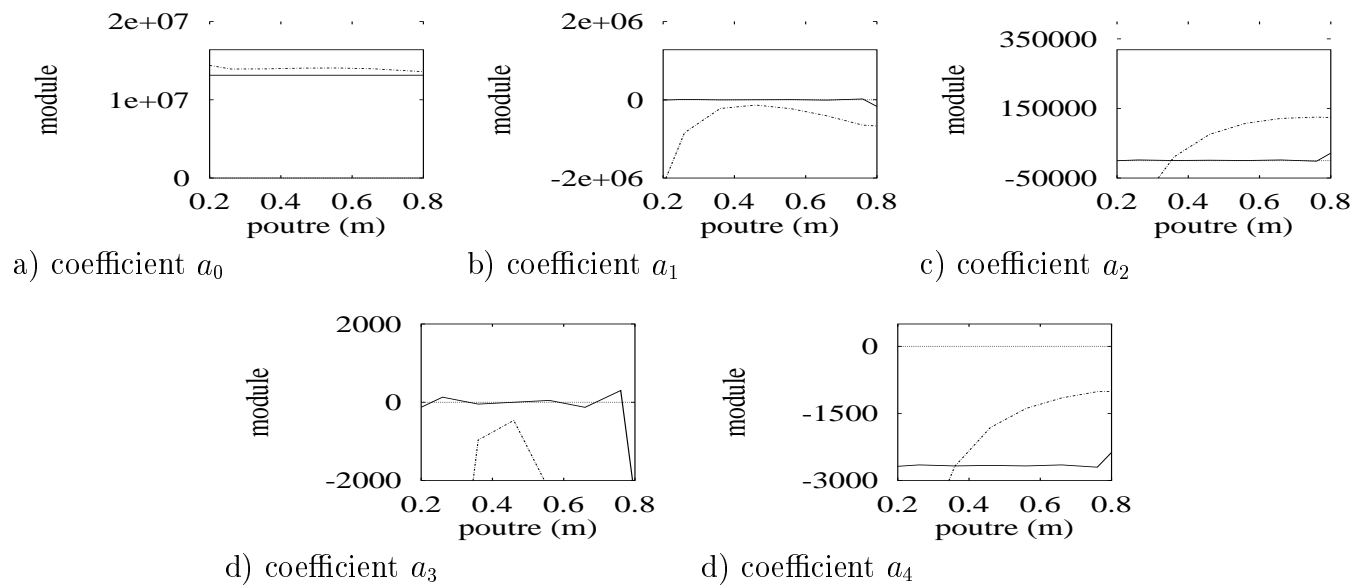 2e+07
1e+07
0
module
0.2 0.4 0.6 0.8
poutre (m)
a) coefficient a₀
2e+06
0
-2e+06
module
0.2 0.4 0.6 0.8
poutre (m)
b) coefficient a₁
350000
150000
-50000
module
0.2 0.4 0.6 0.8
poutre (m)
c) coefficient a₂
2000
0
-2000
module
0.2 0.4 0.6 0.8
poutre (m)
d) coefficient a₃
0
-1500
-3000
module
0.2 0.4 0.6 0.8
poutre (m)
d) coefficient a₄